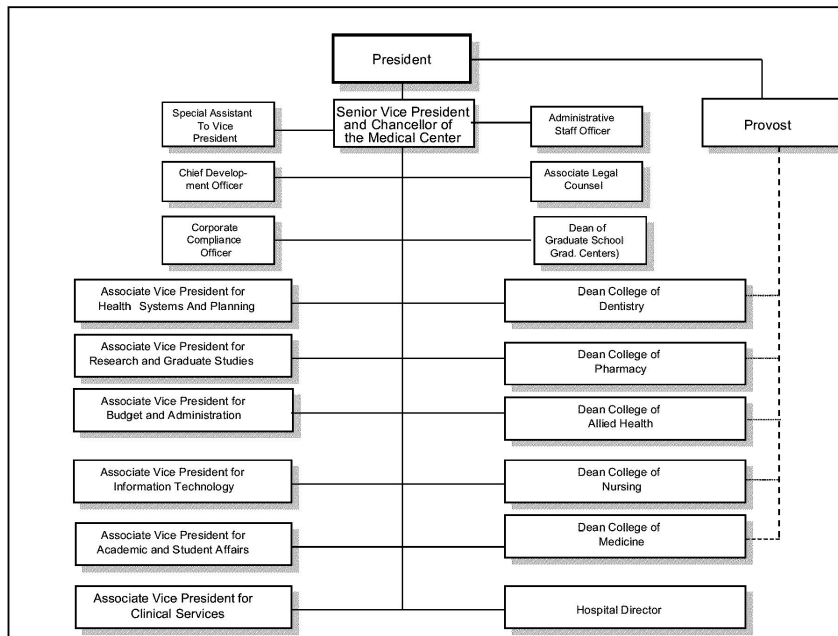 President
Special Assistant
To Vice
President
Senior Vice President
and Chancellor of
the Medical Center
Administrative
Staff Officer
Provost
Chief Develop-
ment Officer
Associate Legal
Counsel
Corporate
Compliance
Officer
Dean of
Graduate School
Grad. Centers)
Associate Vice President for
Health Systems And Planning
Dean College of
Dentistry
Associate Vice President for
Research and Graduate Studies
Dean College of
Pharmacy
Associate Vice President for
Budget and Administration
Dean College of
Allied Health
Associate Vice President for
Information Technology
Dean College of
Nursing
Associate Vice President for
Academic and Student Affairs
Dean College of
Medicine
Associate Vice President for
Clinical Services
Hospital Director